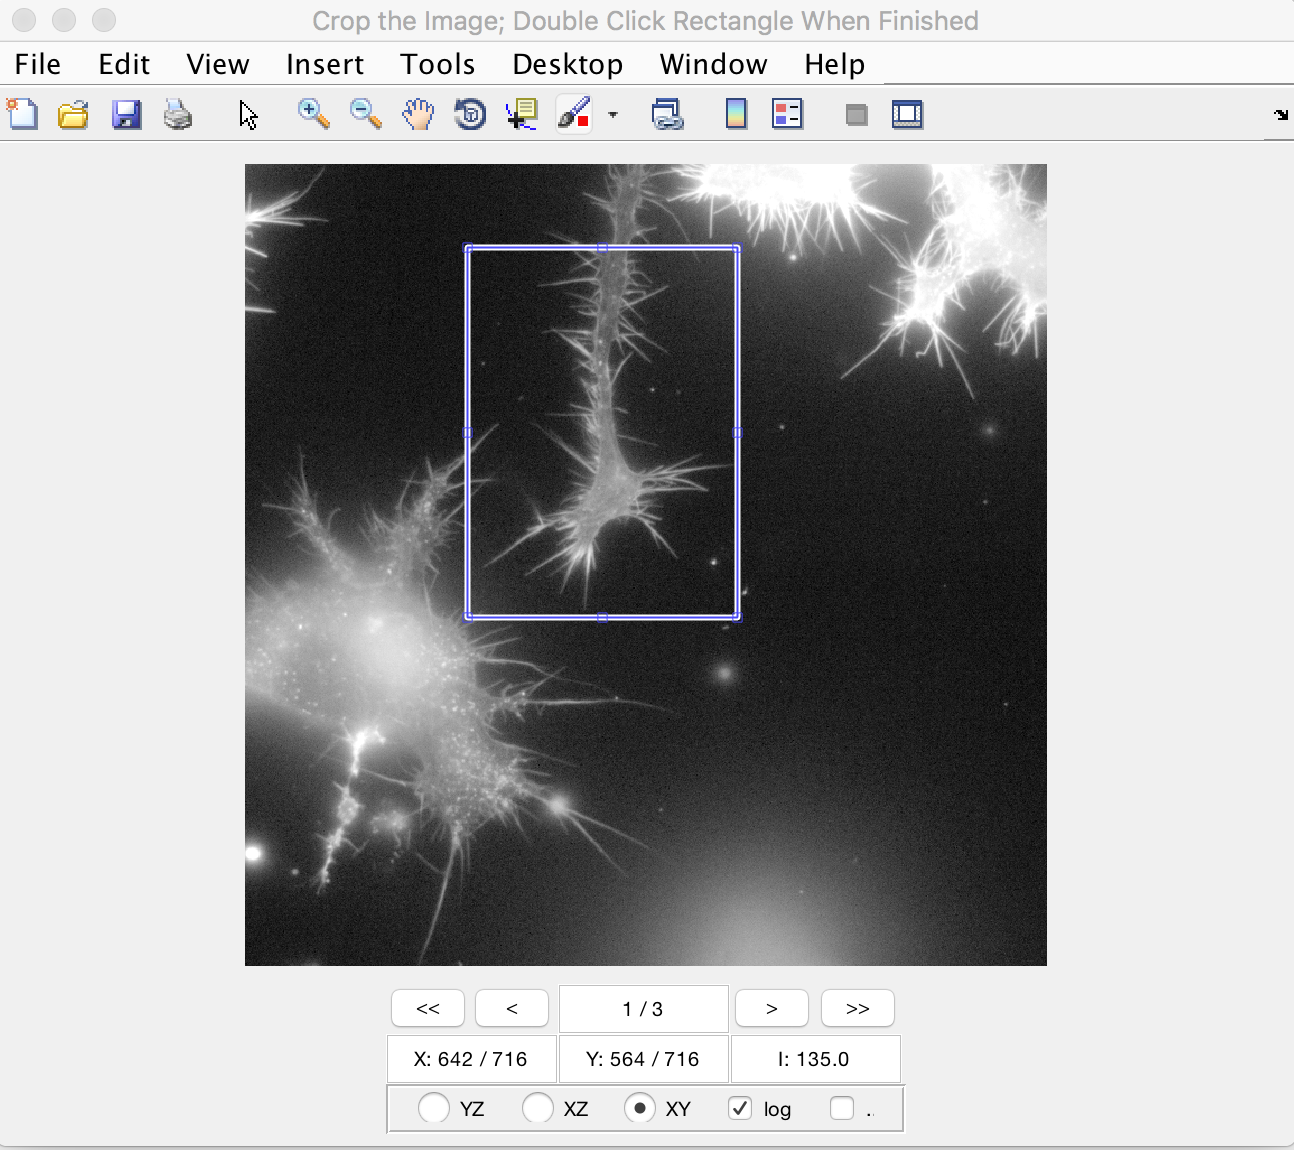 Crop the Image; Double Click Rectangle When Finished
File Edit View Insert Tools Desktop Window Help
<< < 1 / 3 > >>
X: 642 / 716 Y: 564 / 716 I: 135.0
YZ XZ XY log ..